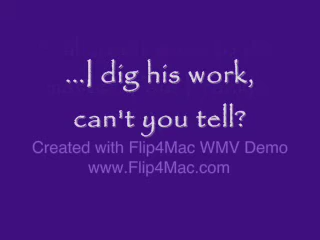 ...I dig his work,
can't you tell?
Created with Flip4Mac WMV Demo
www.Flip4Mac.com